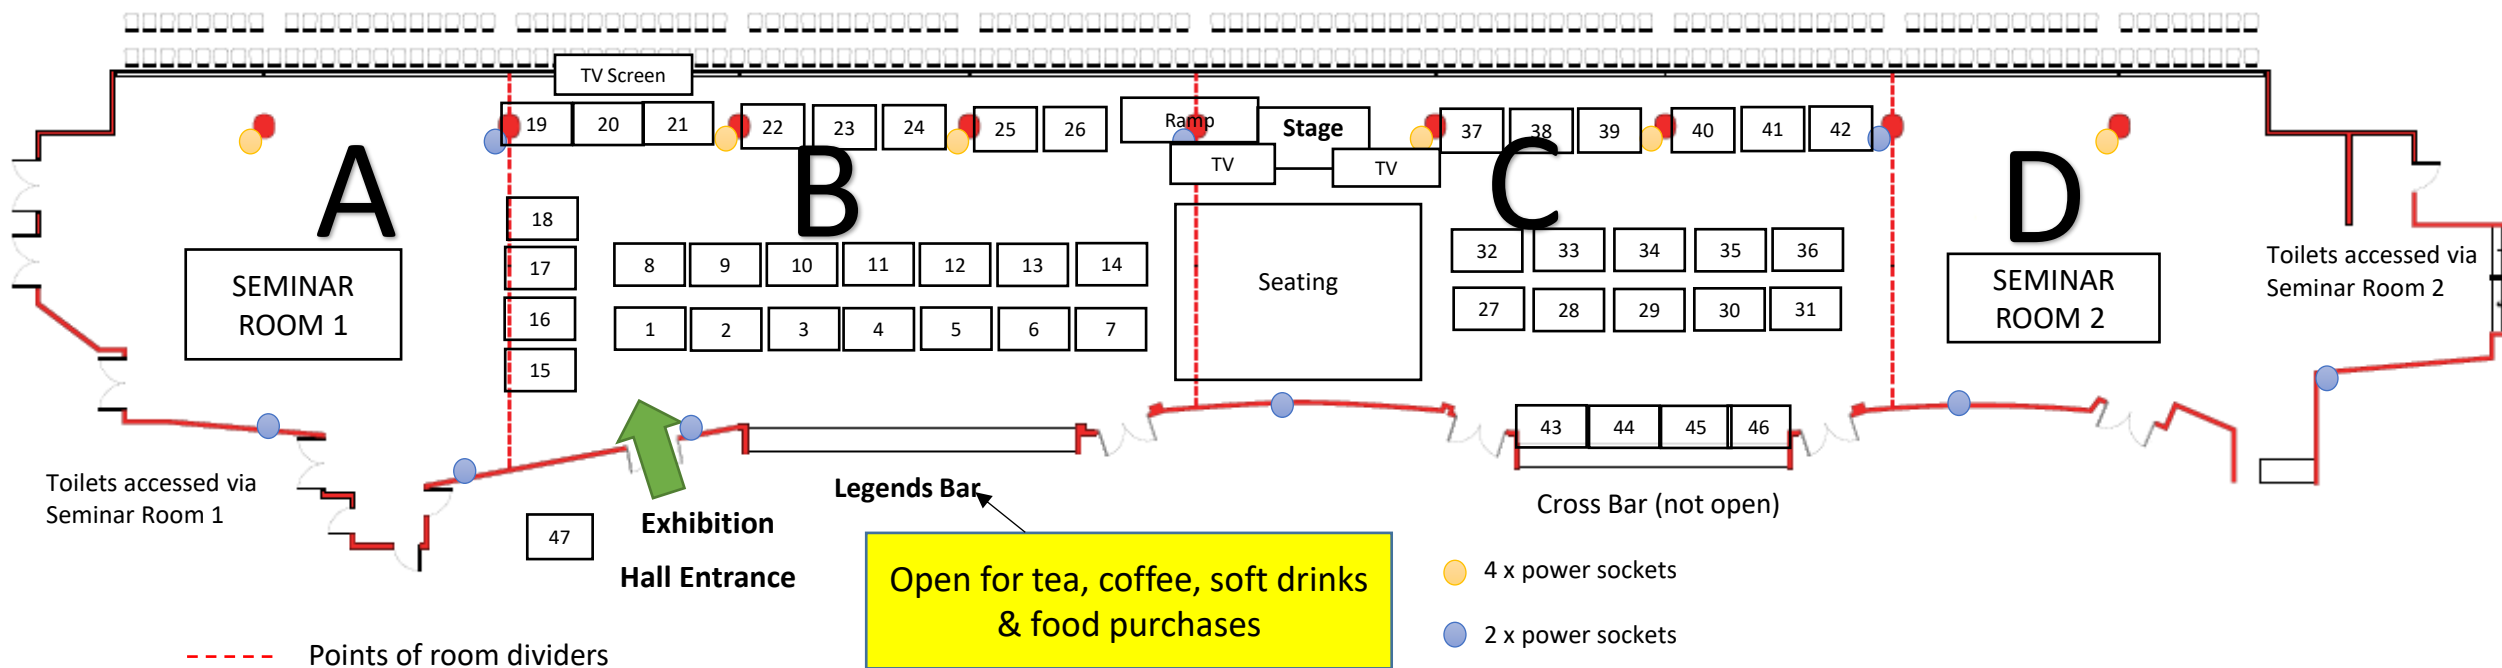 TV Screen
19
20
21
22
23
24
25
26
Ramp
Stage
37
38
39
40
41
42
TV
TV
A
B
C
D
18
17
16
15
8
9
10
11
12
13
14
1
2
3
4
5
6
7
Seating
32
33
34
35
36
27
28
29
30
31
SEMINAR
ROOM 1
SEMINAR
ROOM 2
Toilets accessed via
Seminar Room 2
43
44
45
46
Toilets accessed via
Seminar Room 1
47
Exhibition
Hall Entrance
Legends Bar
Cross Bar (not open)
Open for tea, coffee, soft drinks
& food purchases
4 x power sockets
2 x power sockets
Points of room dividers